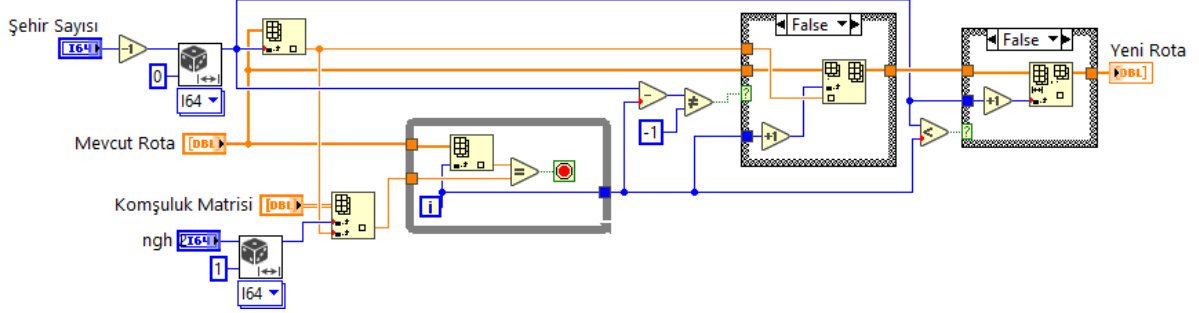 Şehir Sayısı
I64
-1
0
I64
Mevcut Rota
[DBL]
Komşuluk Matrisi
[DBL]
ngh 2
I64
1
I64
i
=
-
≠
-1
False
+1
?
<
False
+1
?
Yeni Rota
DBL]